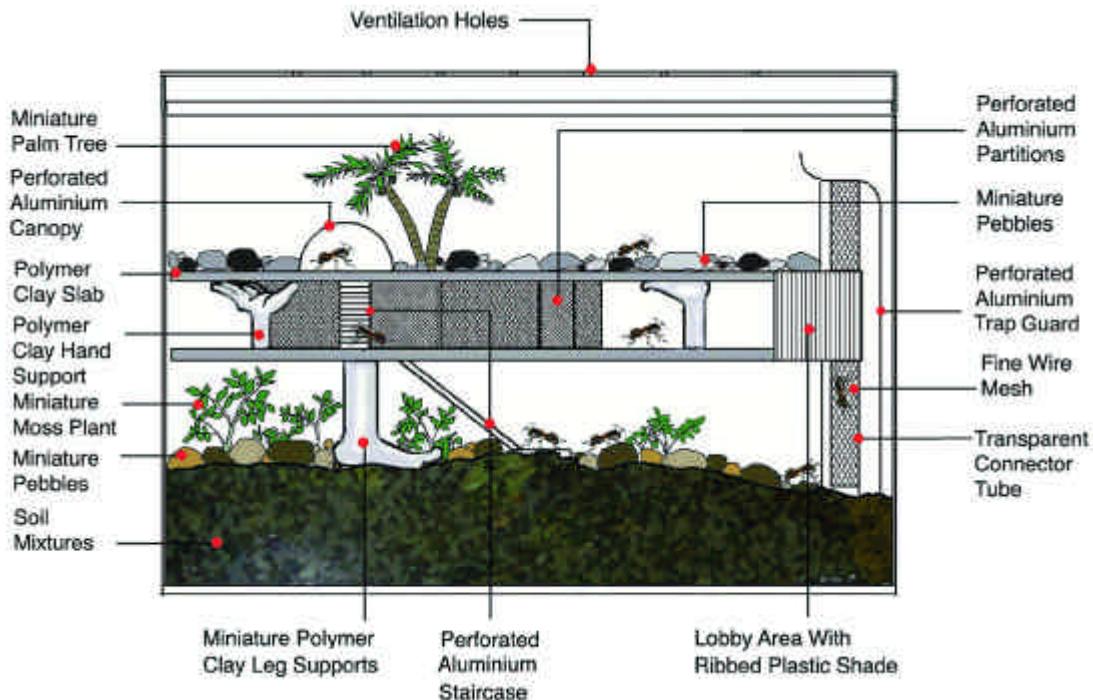 Ventilation Holes
Miniature
Palm Tree
Perforated
Aluminium
Canopy
Polymer
Clay Slab
Polymer
Clay Hand
Support
Miniature
Moss Plant
Miniature
Pebbles
Soil
Mixtures
Perforated
Aluminium
Partitions
Miniature
Pebbles
Perforated
Aluminium
Trap Guard
Fine Wire
Mesh
Transparent
Connector
Tube
Miniature Polymer
Clay Leg Supports
Perforated
Aluminium
Staircase
Lobby Area With
Ribbed Plastic Shade